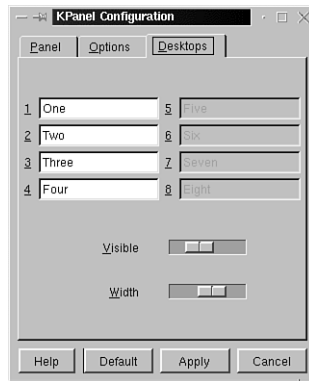 KPanel Configuration
Panel Options Desktops
1 One 5 Five
2 Two 6 Six
3 Three 7 Seven
4 Four 8 Eight
Visible
Width
Help Default Apply Cancel